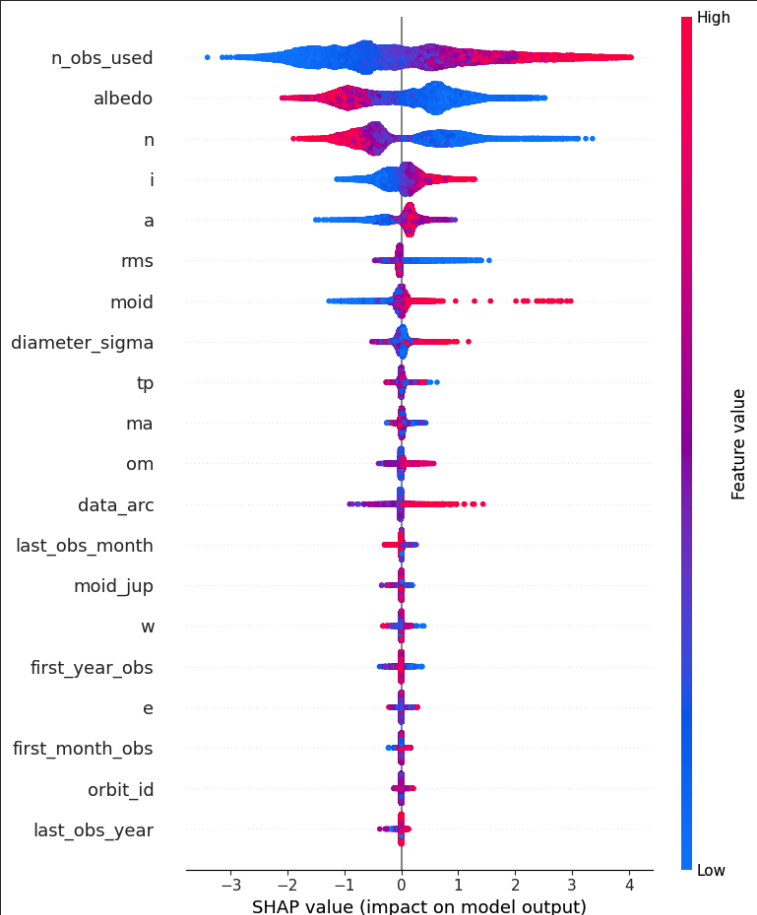 High
n_obs_used
albedo
n
i
a
rms
moid
diameter_sigma
tp
ma
om
data_arc
last_obs_month
moid_jup
w
first_year_obs
e
first_month_obs
orbit_id
last_obs_year
Feature value
Low
−3 −2 −1 0 1 2 3 4
SHAP value (impact on model output)